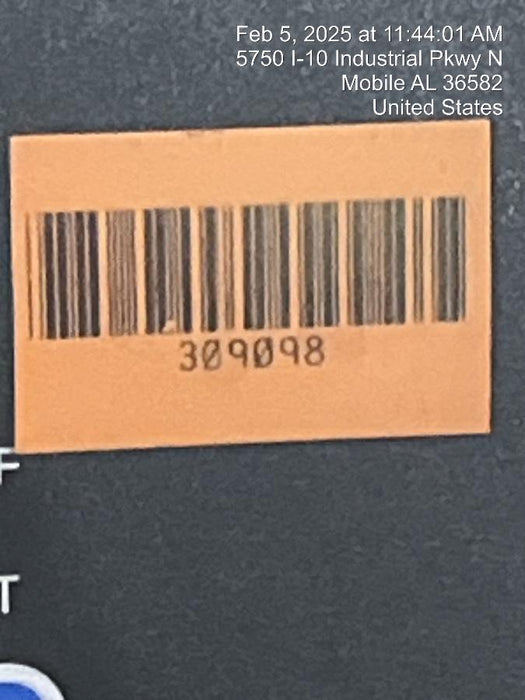 Feb 5, 2025 at 11:44:01 AM
5750 I-10 Industrial Pkwy N
Mobile AL 36582
United States
309098
F
T